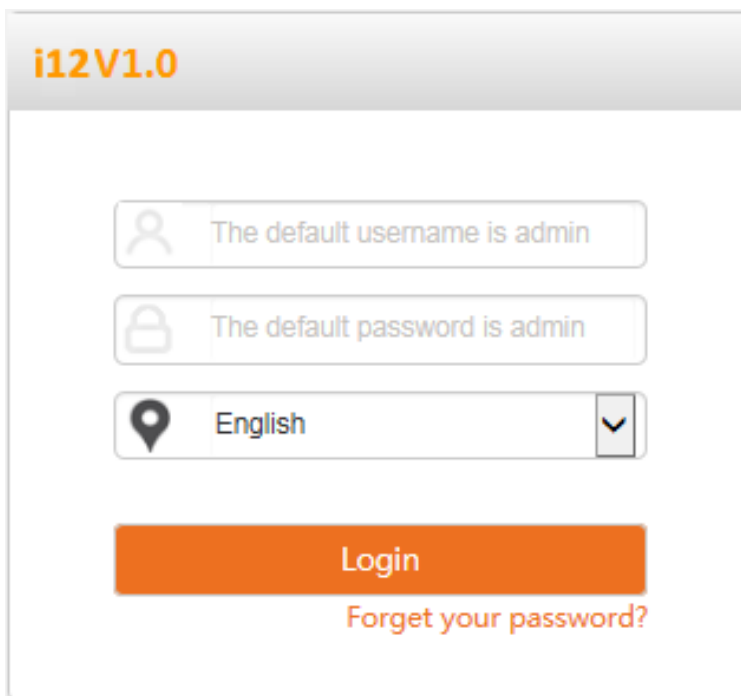 i12V1.0
The default username is admin
The default password is admin
English
Login
Forget your password?